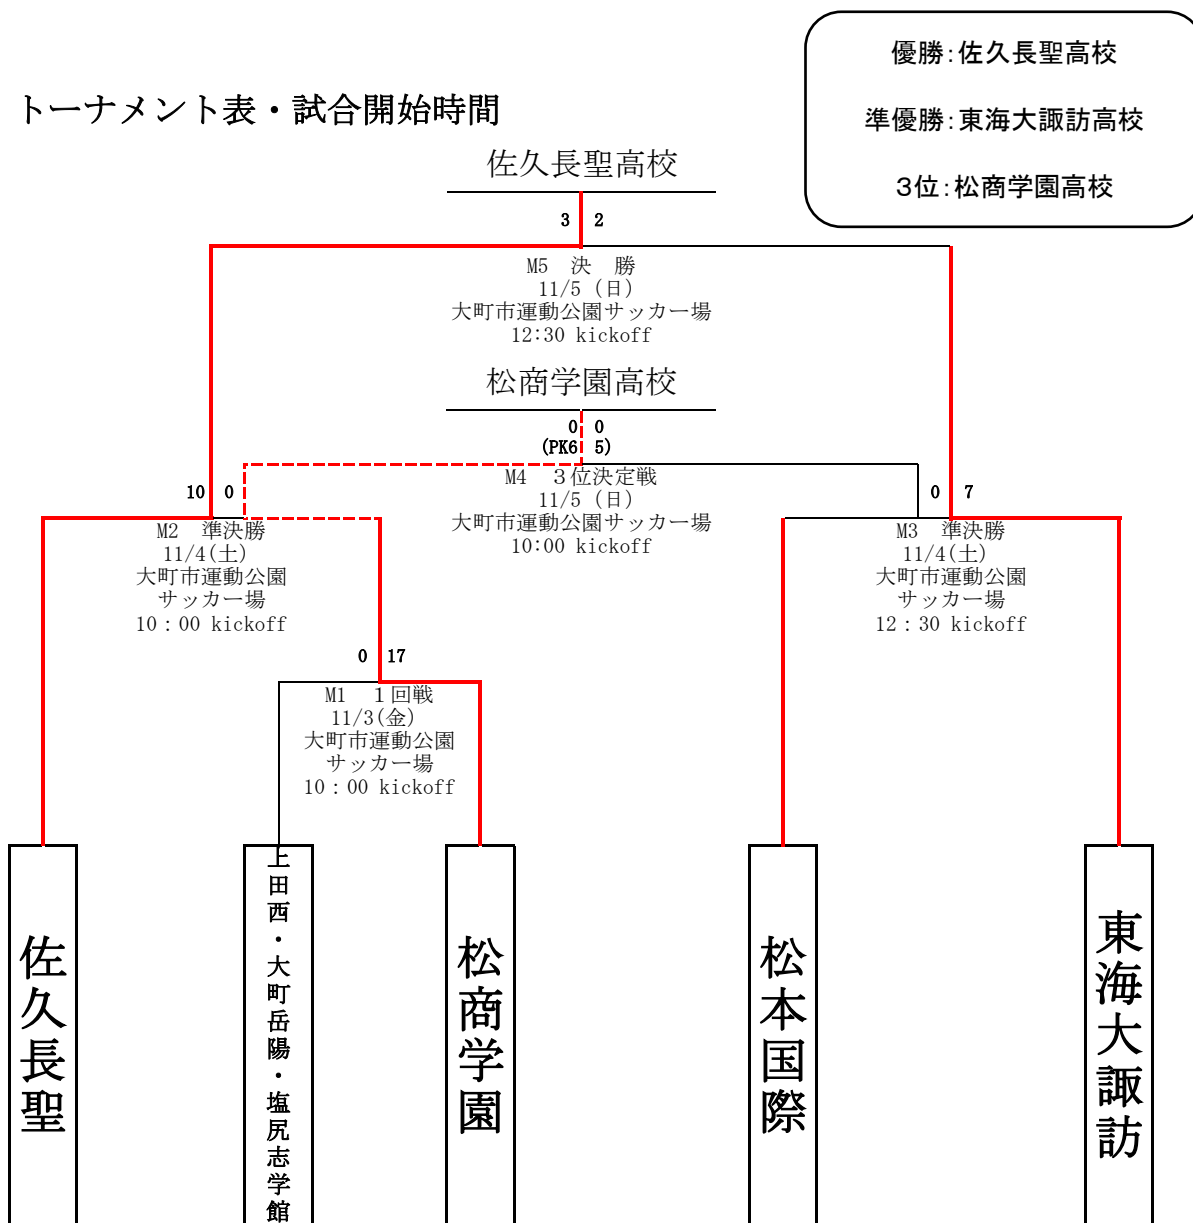 優勝：佐久長聖高校
準優勝：東海大諏訪高校
3位：松商学園高校
トーナメント表・試合開始時間
佐久長聖高校
3 2
M5 決 勝
11/5 (日)
大町市運動公園サッカー場
12:30 kickoff
松商学園高校
0 0
(PK6 5)
M4 3位決定戦
11/5 (日)
大町市運動公園サッカー場
10:00 kickoff
10 0
M2 準決勝
11/4(土)
大町市運動公園
サッカー場
10：00 kickoff
0 7
M3 準決勝
11/4(土)
大町市運動公園
サッカー場
12：30 kickoff
0 17
M1 1回戦
11/3(金)
大町市運動公園
サッカー場
10：00 kickoff
佐久長聖
上田西・大町岳陽・塩尻志学館
松商学園
松本国際
東海大諏訪